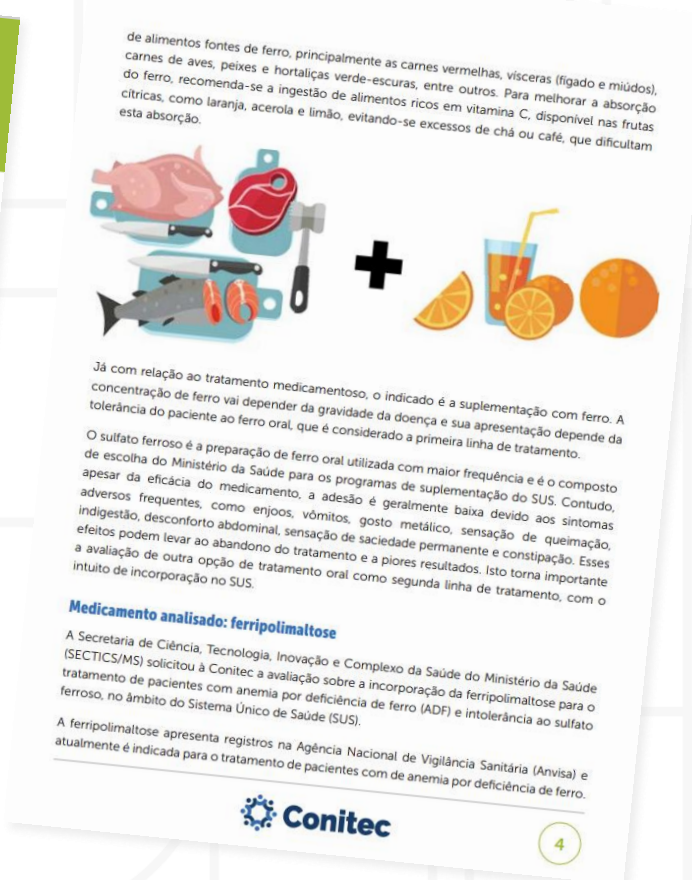 de alimentos fontes de ferro, principalmente as carnes vermelhas, vísceras (fígado e miúdos),
carnes de aves, peixes e hortaliças verde-escuras, entre outros. Para melhorar a absorção
do ferro, recomenda-se a ingestão de alimentos ricos em vitamina C, disponível nas frutas
cítricas, como laranja, acerola e limão, evitando-se excessos de chá ou café, que dificultam
esta absorção.
Já com relação ao tratamento medicamentoso, o indicado é a suplementação com ferro. A
concentração de ferro vai depender da gravidade da doença e sua apresentação depende da
tolerância do paciente ao ferro oral, que é considerado a primeira linha de tratamento.
O sulfato ferroso é a preparação de ferro oral utilizada com maior frequência e é o composto
de escolha do Ministério da Saúde para os programas de suplementação do SUS. Contudo,
apesar da eficácia do medicamento, a adesão é geralmente baixa devido aos sintomas
adversos frequentes, como enjoos, vômitos, gosto metálico, sensação de queimação,
indigestão, desconforto abdominal, sensação de saciedade permanente e constipação. Esses
efeitos podem levar ao abandono do tratamento e a piores resultados. Isto torna importante
a avaliação de outra opção de tratamento oral como segunda linha de tratamento, com o
intuito de incorporação no SUS.
Medicamento analisado: ferripolimaltose
A Secretaria de Ciência, Tecnologia, Inovação e Complexo da Saúde do Ministério da Saúde
(SECTICS/MS) solicitou à Conitec a avaliação sobre a incorporação da ferripolimaltose para o
tratamento de pacientes com anemia por deficiência de ferro (ADF) e intolerância ao sulfato
ferroso, no âmbito do Sistema Único de Saúde (SUS).
A ferripolimaltose apresenta registros na Agência Nacional de Vigilância Sanitária (Anvisa) e
atualmente é indicada para o tratamento de pacientes com de anemia por deficiência de ferro.
Conitec
4